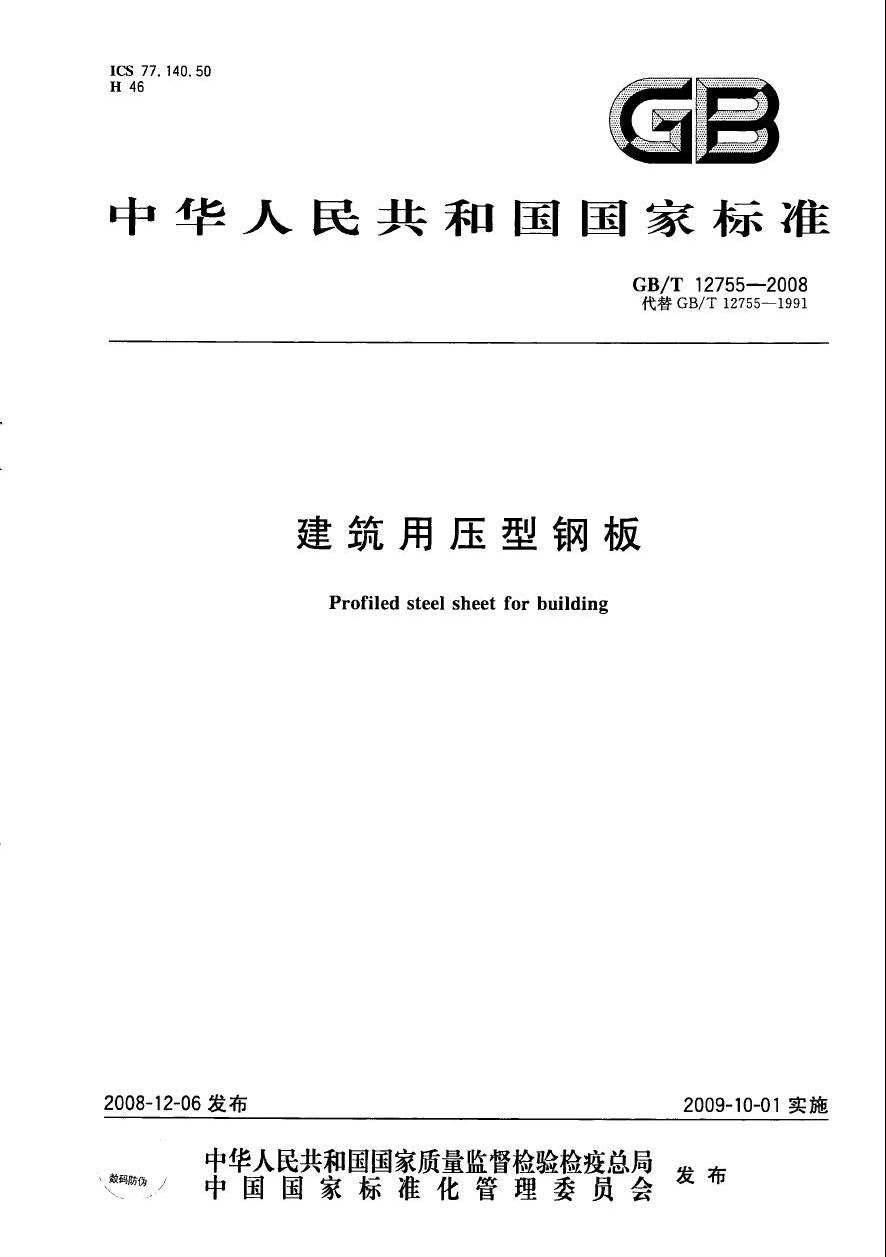 ICS 77.140.50
H 46
GB
中华人民共和国国家标准
GB/T 12755—2008
代替 GB/T 12755—1991
建筑用压型钢板
Profiled steel sheet for building
2008-12-06 发布
2009-10-01 实施
中华人民共和国国家质量监督检验检疫总局
中国国家标准化管理委员会
发布
数码防伪